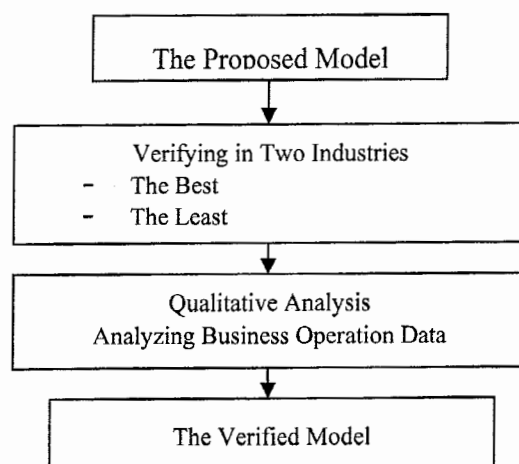 The Proposed Model
Verifying in Two Industries
- The Best
- The Least
Qualitative Analysis
Analyzing Business Operation Data
The Verified Model